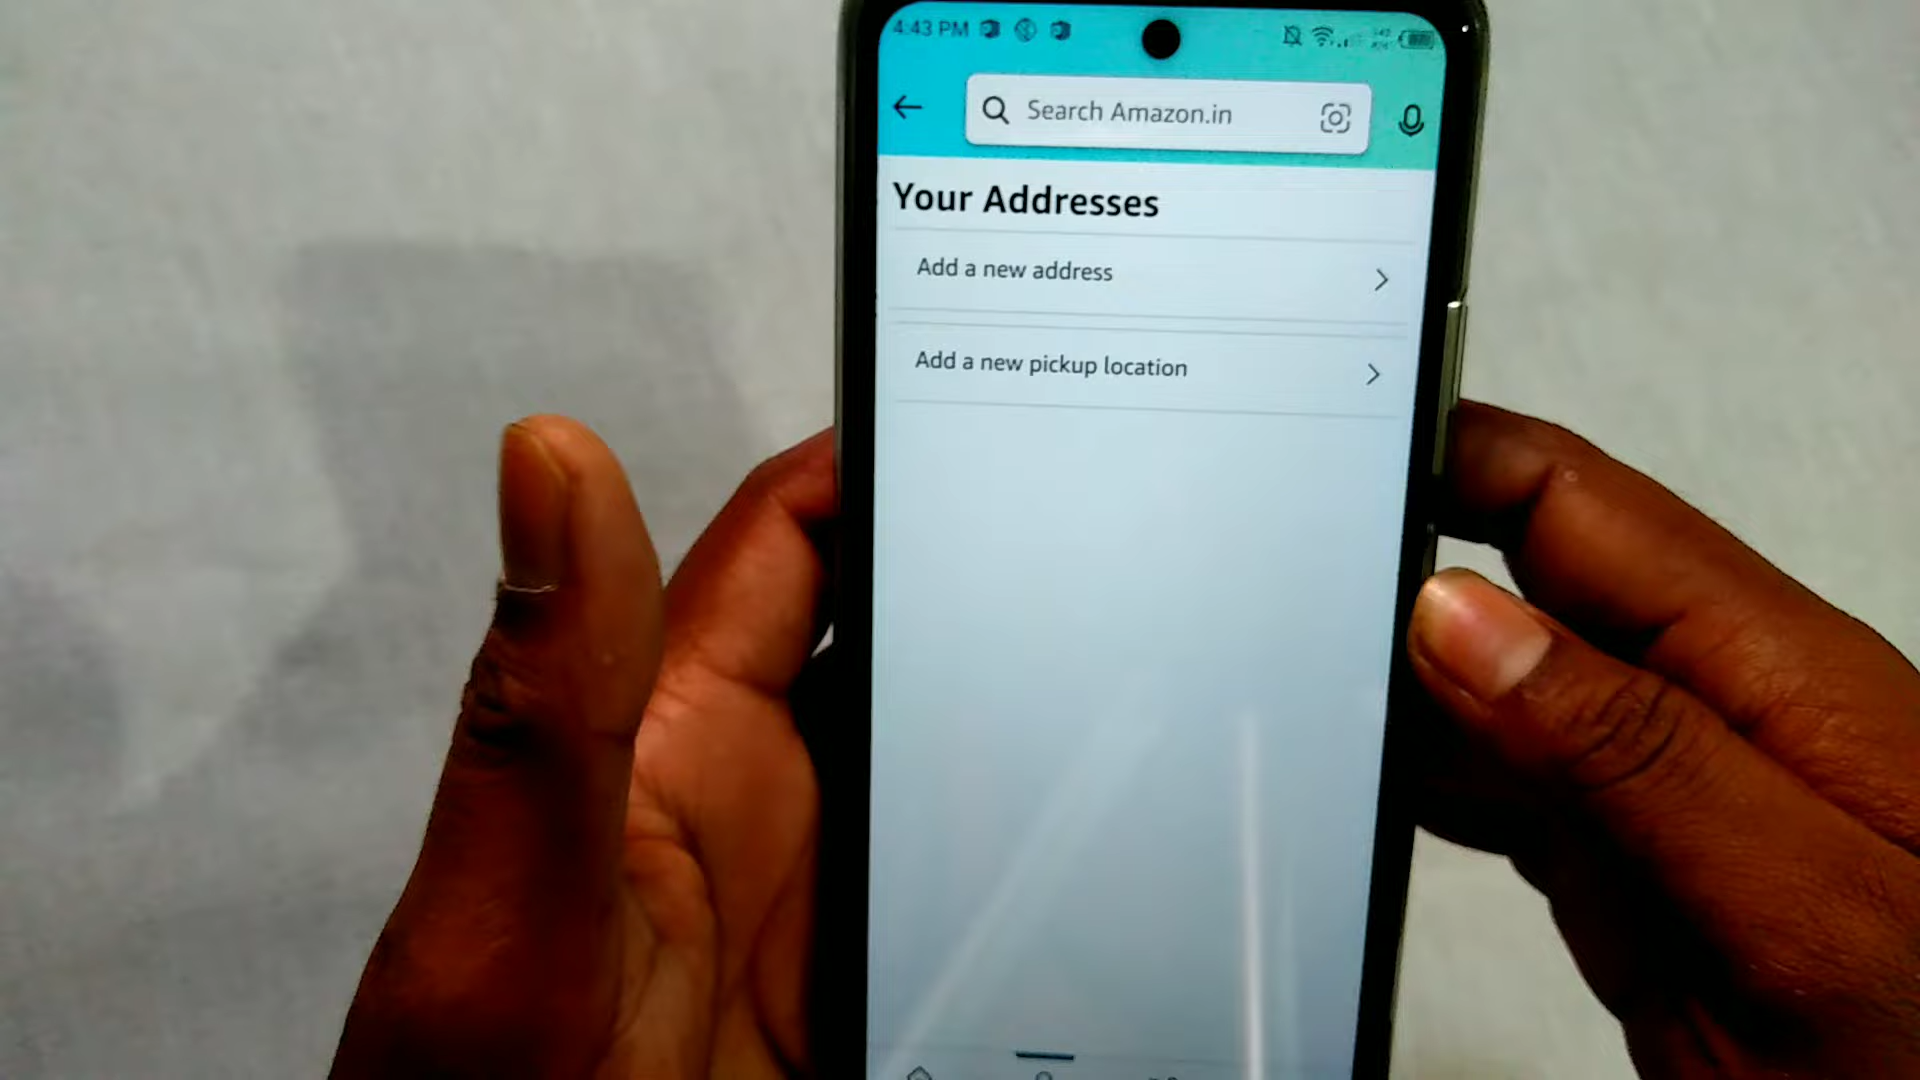 4:43 PM
Search Amazon.in
Your Addresses
Add a new address
Add a new pickup location